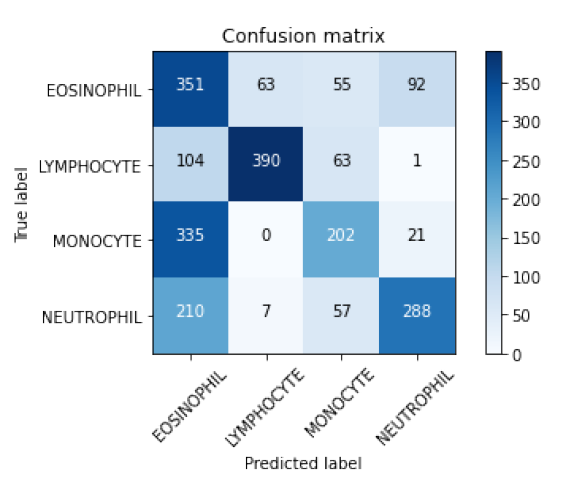 Confusion matrix
EOSINOPHIL 351 63 55 92
LYMPHOCYTE 104 390 63 1
MONOCYTE 335 0 202 21
NEUTROPHIL 210 7 57 288
True label
EOSINOPHIL LYMPHOCYTE MONOCYTE NEUTROPHIL
Predicted label
350
300
250
200
150
100
50
0